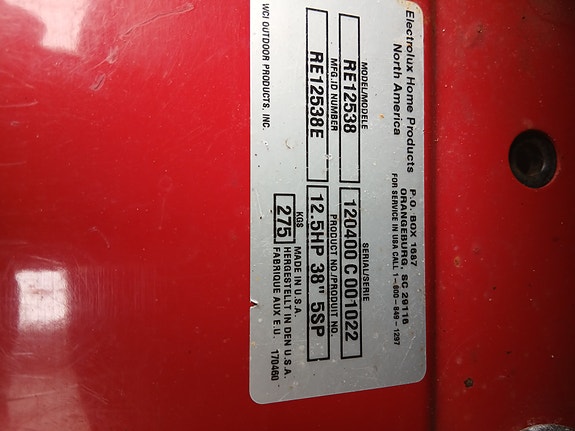 Electrolux Home Products
North America
P.O. BOX 1687
ORANGEBURG, SC 29116
FOR SERVICE IN USA CALL 1-800-849-1297
MODEL/MODELE
RE12538
SERIAL/SERIE
120400 C 001022
MFG.ID NUMBER
RE12538E
PRODUCT NO./PRODUIT NO.
12.5HP 38" 5SP
KGS
275
MADE IN U.S.A.
HERGESTELLT IN DEN U.S.A.
FABRIQUE AUX E.U.
170460
WCI OUTDOOR PRODUCTS, INC.